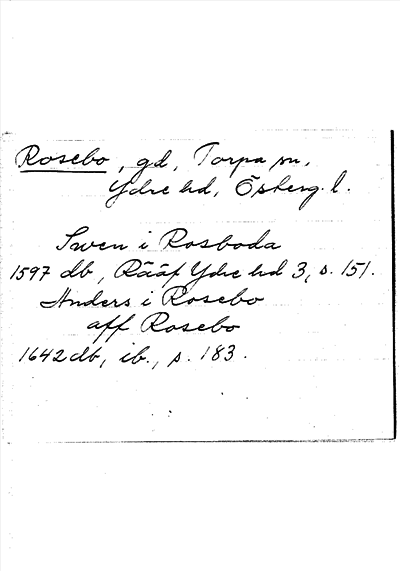 Rosebo, gd, Torpa sn,
Ydre hd, Östergl.
Swen i Rosboda
1597 db, Rääf Ydre hd 3, s. 151.
Anders i Rosebo
aff Rosebo
1642 db, ib., s. 183.